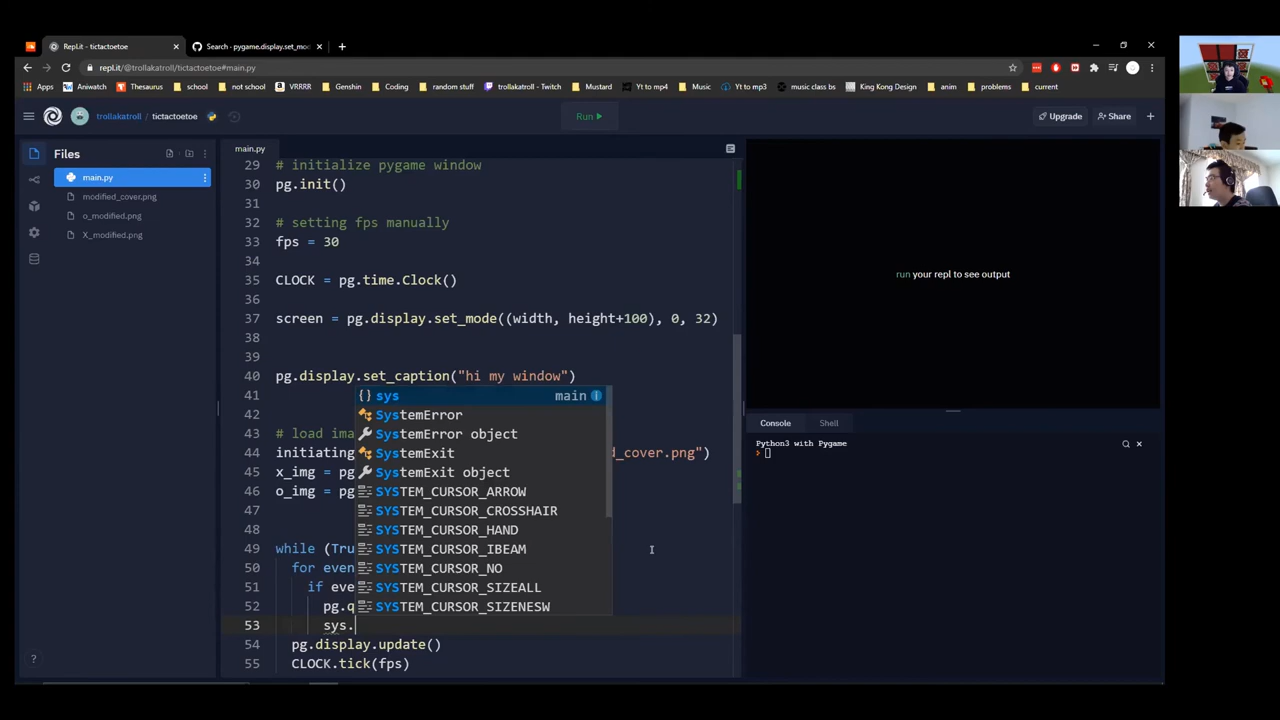 Repl.it - tictactoetoe
Search · pygame.display.set_mod
repl.it/@trollakatroll/tictactoetoe#main.py
Apps
Aniwatch
Thesaurus
school
not school
VRRRR
Genshin
Coding
random stuff
trollakatroll - Twitch
Mustard
Yt to mp4
Music
Yt to mp3
music class bs
King Kong Design
anim
problems
current
trollakatroll / tictactoetoe
Run
Upgrade
Share
Files
main.py
modified_cover.png
o_modified.png
X_modified.png
main.py
29 # initialize pygame window
30 pg.init()
31
32 # setting fps manually
33 fps = 30
34
35 CLOCK = pg.time.Clock()
36
37 screen = pg.display.set_mode((width, height+100), 0, 32)
38
39
40 pg.display.set_caption("hi my window")
41
42
43 # load ima
44 initiating d_cover.png")
45 x_img = pg
46 o_img = pg
47
48
49 while (Tru
50 for even
51 if eve
52 pg.q
53 sys.
54 pg.display.update()
55 CLOCK.tick(fps)
{} sys main
SystemError
SystemError object
SystemExit
SystemExit object
SYSTEM_CURSOR_ARROW
SYSTEM_CURSOR_CROSSHAIR
SYSTEM_CURSOR_HAND
SYSTEM_CURSOR_IBEAM
SYSTEM_CURSOR_NO
SYSTEM_CURSOR_SIZEALL
SYSTEM_CURSOR_SIZENESW
run your repl to see output
Console
Shell
Python3 with Pygame